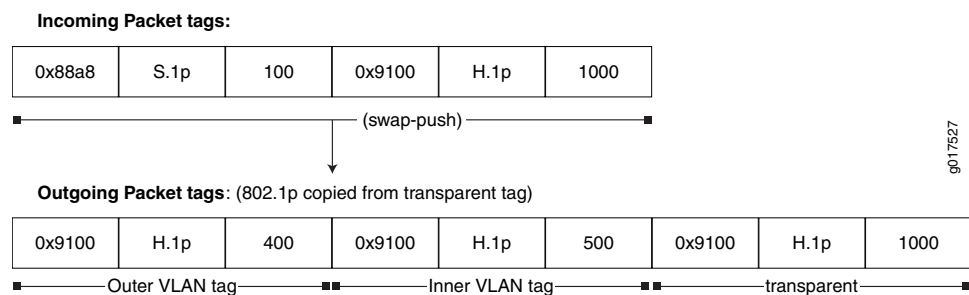 Incoming Packet tags:
0x88a8 S.1p 100 0x9100 H.1p 1000
(swap-push)
g017527
Outgoing Packet tags: (802.1p copied from transparent tag)
0x9100 H.1p 400 0x9100 H.1p 500 0x9100 H.1p 1000
Outer VLAN tag Inner VLAN tag transparent